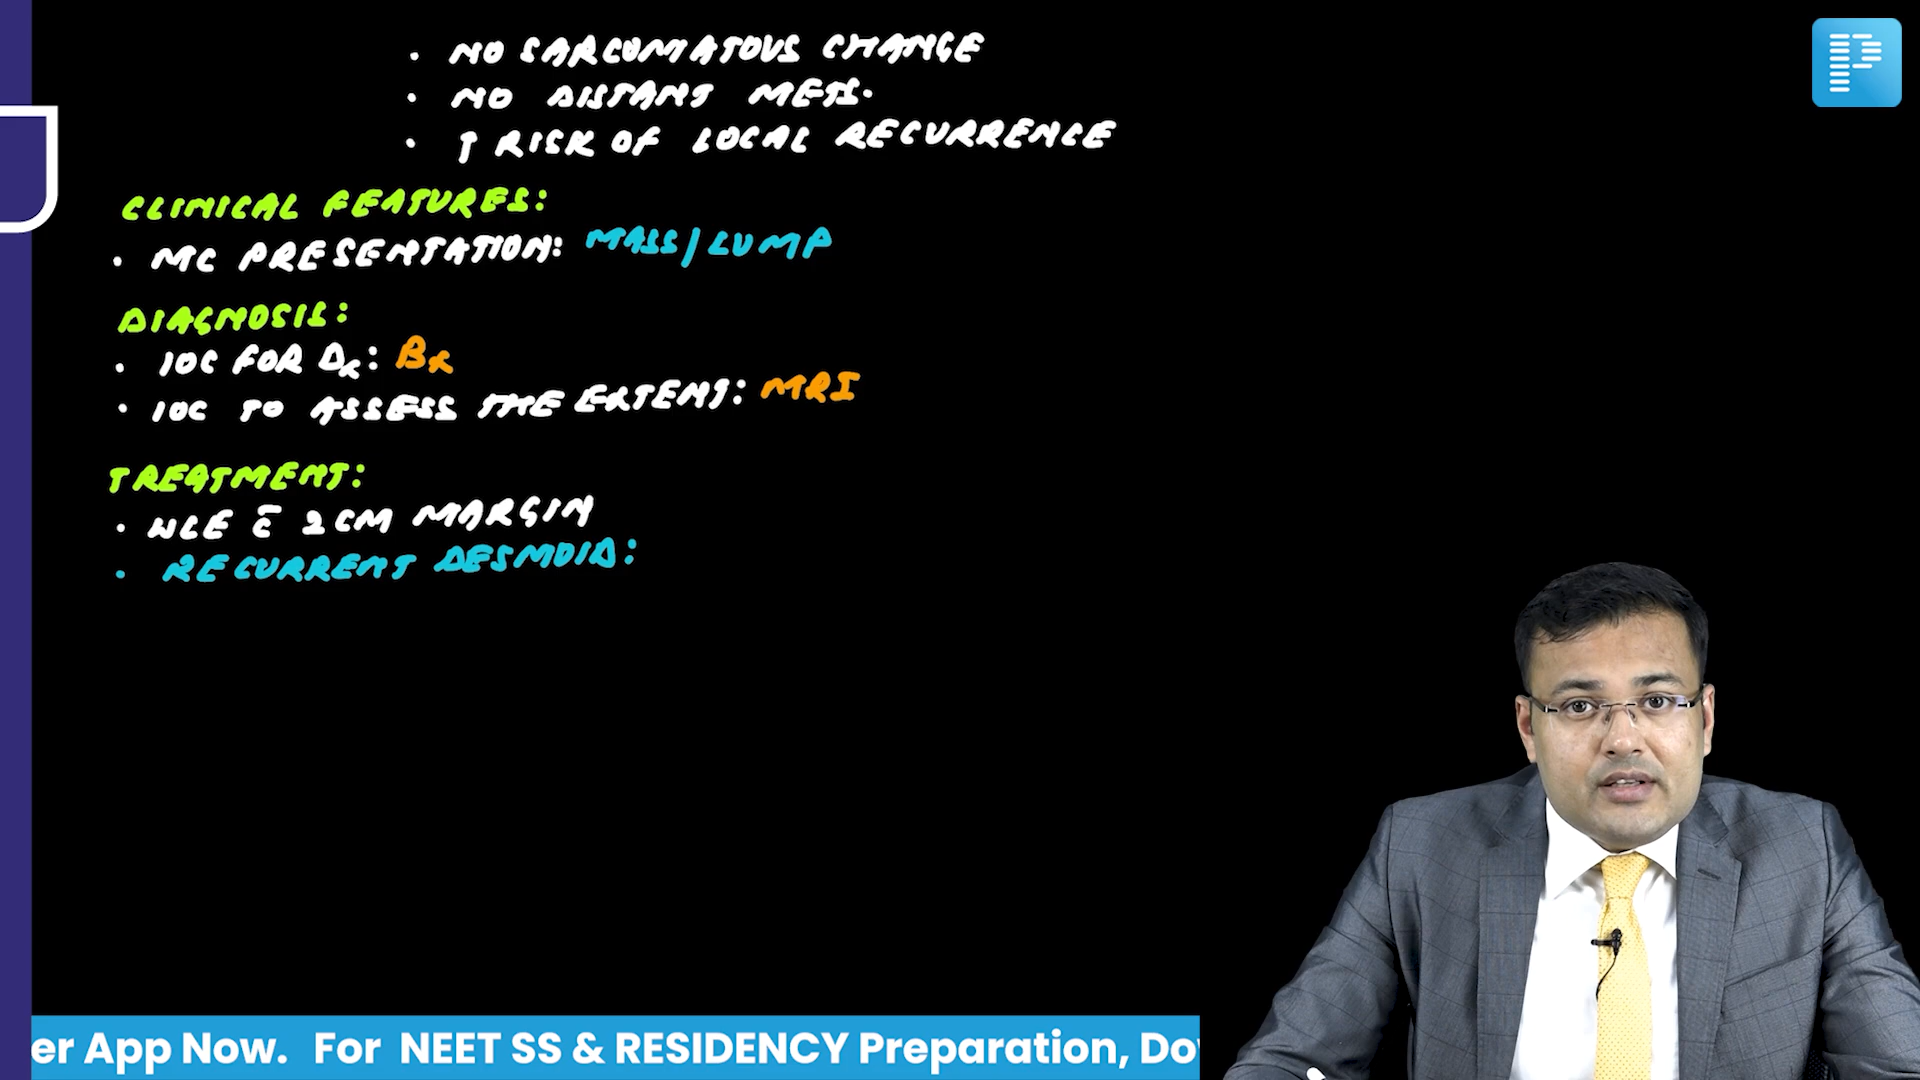 • NO SARCOMATOUS CHANGE
• NO DISTANT METS.
• ↑ RISK OF LOCAL RECURRENCE
CLINICAL FEATURES:
• MC PRESENTATION: MASS/LUMP
DIAGNOSIS:
• IOC FOR Dx: Bx
• IOC TO ASSESS THE EXTENT: MRI
TREATMENT:
• WLE c̄ 2CM MARGIN
• RECURRENT DESMOID:
er App Now. For NEET SS & RESIDENCY Preparation, Do